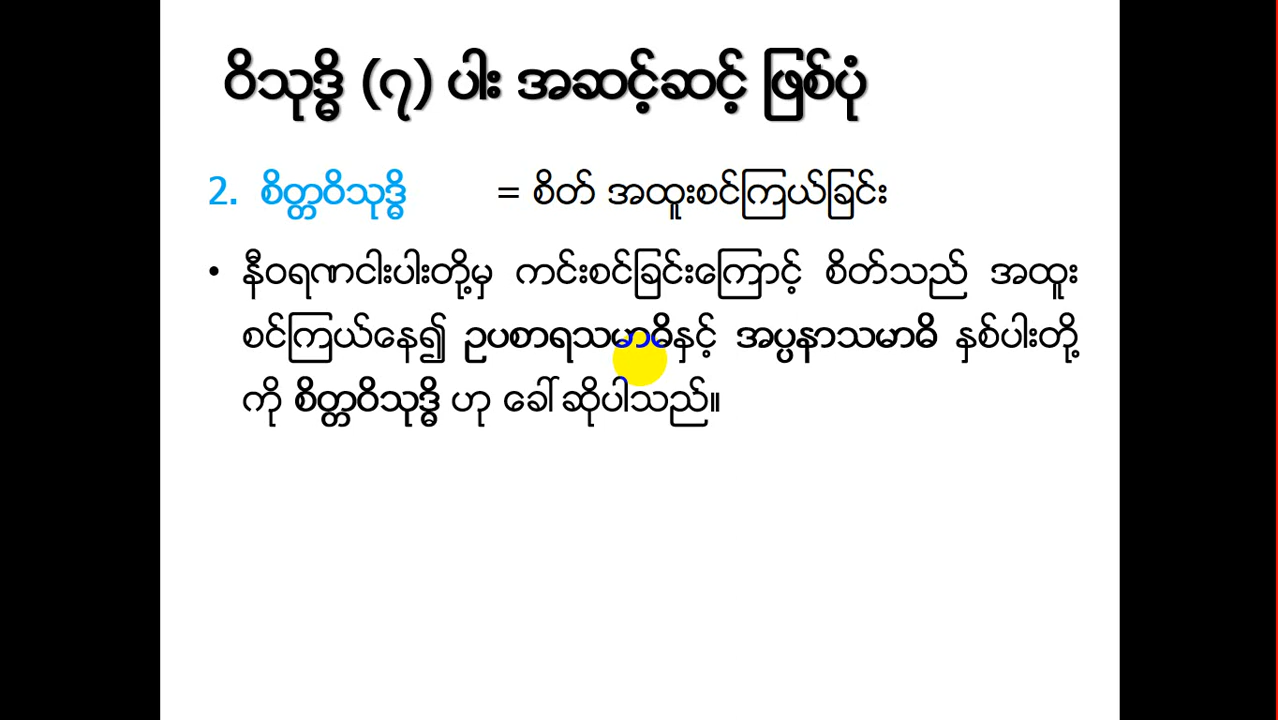 ဝိသုဒ္ဓိ (၇) ပါး အဆင့်ဆင့် ဖြစ်ပုံ
2. စိတ္တဝိသုဒ္ဓိ = စိတ် အထူးစင်ကြယ်ခြင်း
• နီဝရဏငါးပါးတို့မှ ကင်းစင်ခြင်းကြောင့် စိတ်သည် အထူး
စင်ကြယ်နေ၍ ဥပစာရသမာဓိနှင့် အပ္ပနာသမာဓိ နှစ်ပါးတို့
ကို စိတ္တဝိသုဒ္ဓိ ဟု ခေါ်ဆိုပါသည်။